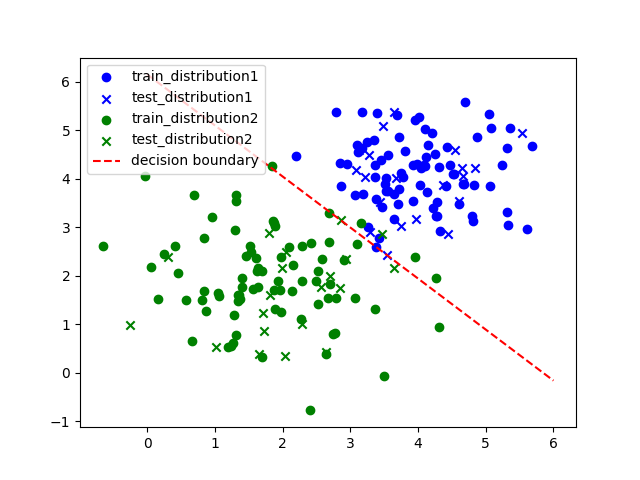 train_distribution1
test_distribution1
train_distribution2
test_distribution2
decision boundary
6
5
4
3
2
1
0
−1
0 1 2 3 4 5 6